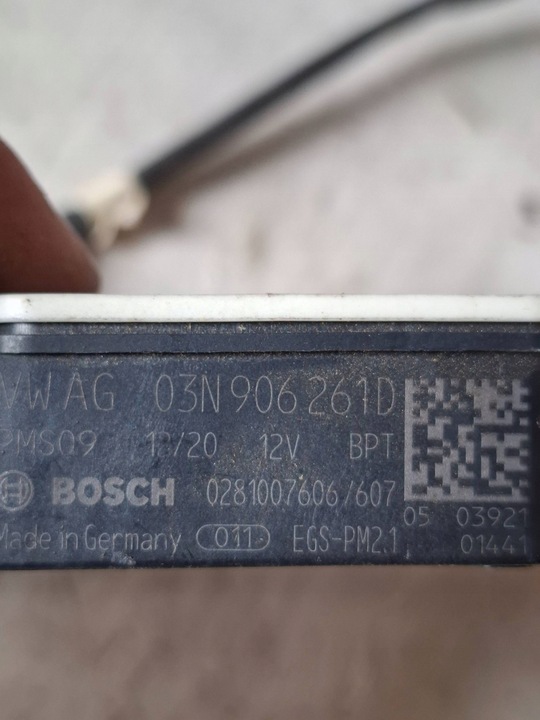 VW AG 03N 906 261D
PMS09 18/20 12V BPT
BOSCH 0281007606/607
05 03921
Made in Germany 011 EGS-PM2.1
01441